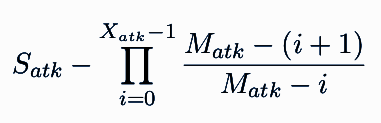 $S_{atk} - \prod_{i=0}^{X_{atk}-1} \frac{M_{atk} - (i+1)}{M_{atk} - i}$